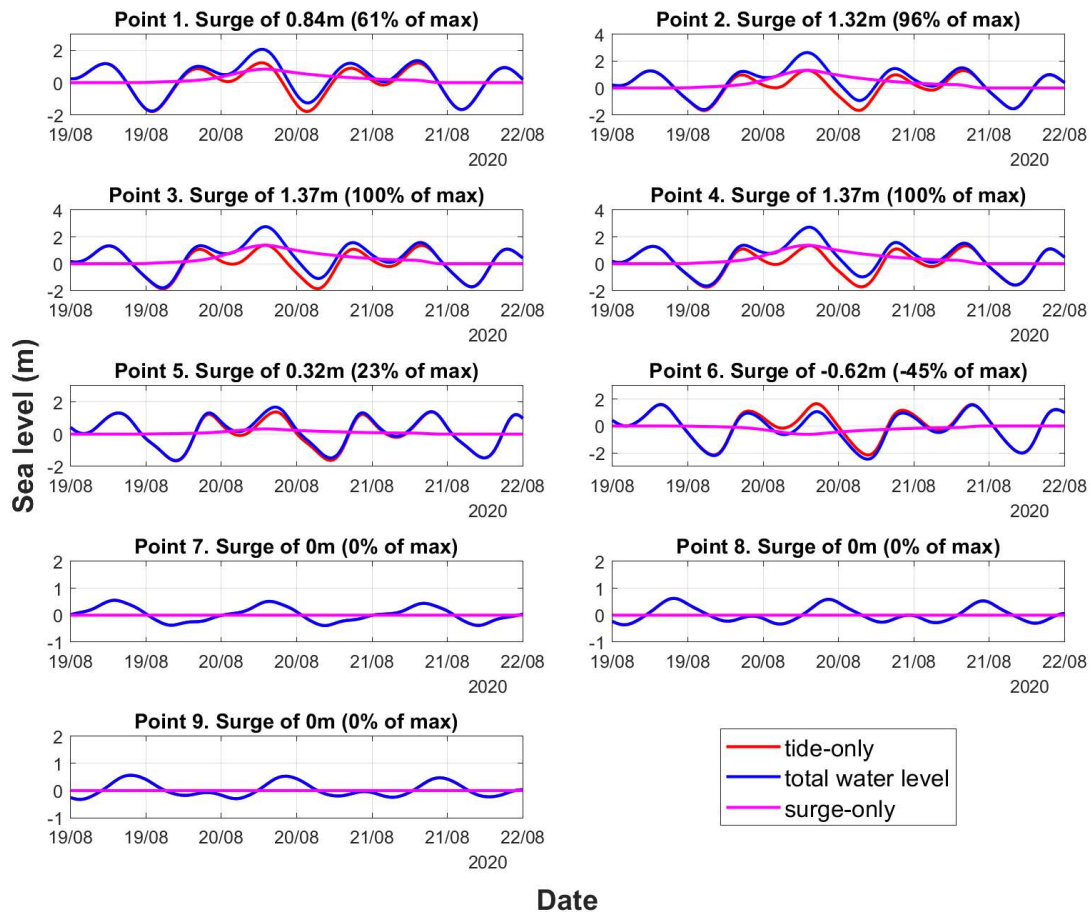 Point 1. Surge of 0.84m (61% of max)
2
0
-2
19/08 19/08 20/08 20/08 21/08 21/08 22/08
2020
Point 2. Surge of 1.32m (96% of max)
4
2
0
-2
19/08 19/08 20/08 20/08 21/08 21/08 22/08
2020
Point 3. Surge of 1.37m (100% of max)
4
2
0
-2
19/08 19/08 20/08 20/08 21/08 21/08 22/08
2020
Point 4. Surge of 1.37m (100% of max)
4
2
0
-2
19/08 19/08 20/08 20/08 21/08 21/08 22/08
2020
Sea level (m)
Point 5. Surge of 0.32m (23% of max)
2
0
-2
19/08 19/08 20/08 20/08 21/08 21/08 22/08
2020
Point 6. Surge of -0.62m (-45% of max)
2
0
-2
19/08 19/08 20/08 20/08 21/08 21/08 22/08
2020
Point 7. Surge of 0m (0% of max)
2
1
0
-1
19/08 19/08 20/08 20/08 21/08 21/08 22/08
2020
Point 8. Surge of 0m (0% of max)
2
1
0
-1
19/08 19/08 20/08 20/08 21/08 21/08 22/08
2020
Point 9. Surge of 0m (0% of max)
2
1
0
-1
19/08 19/08 20/08 20/08 21/08 21/08 22/08
2020
tide-only
total water level
surge-only
Date